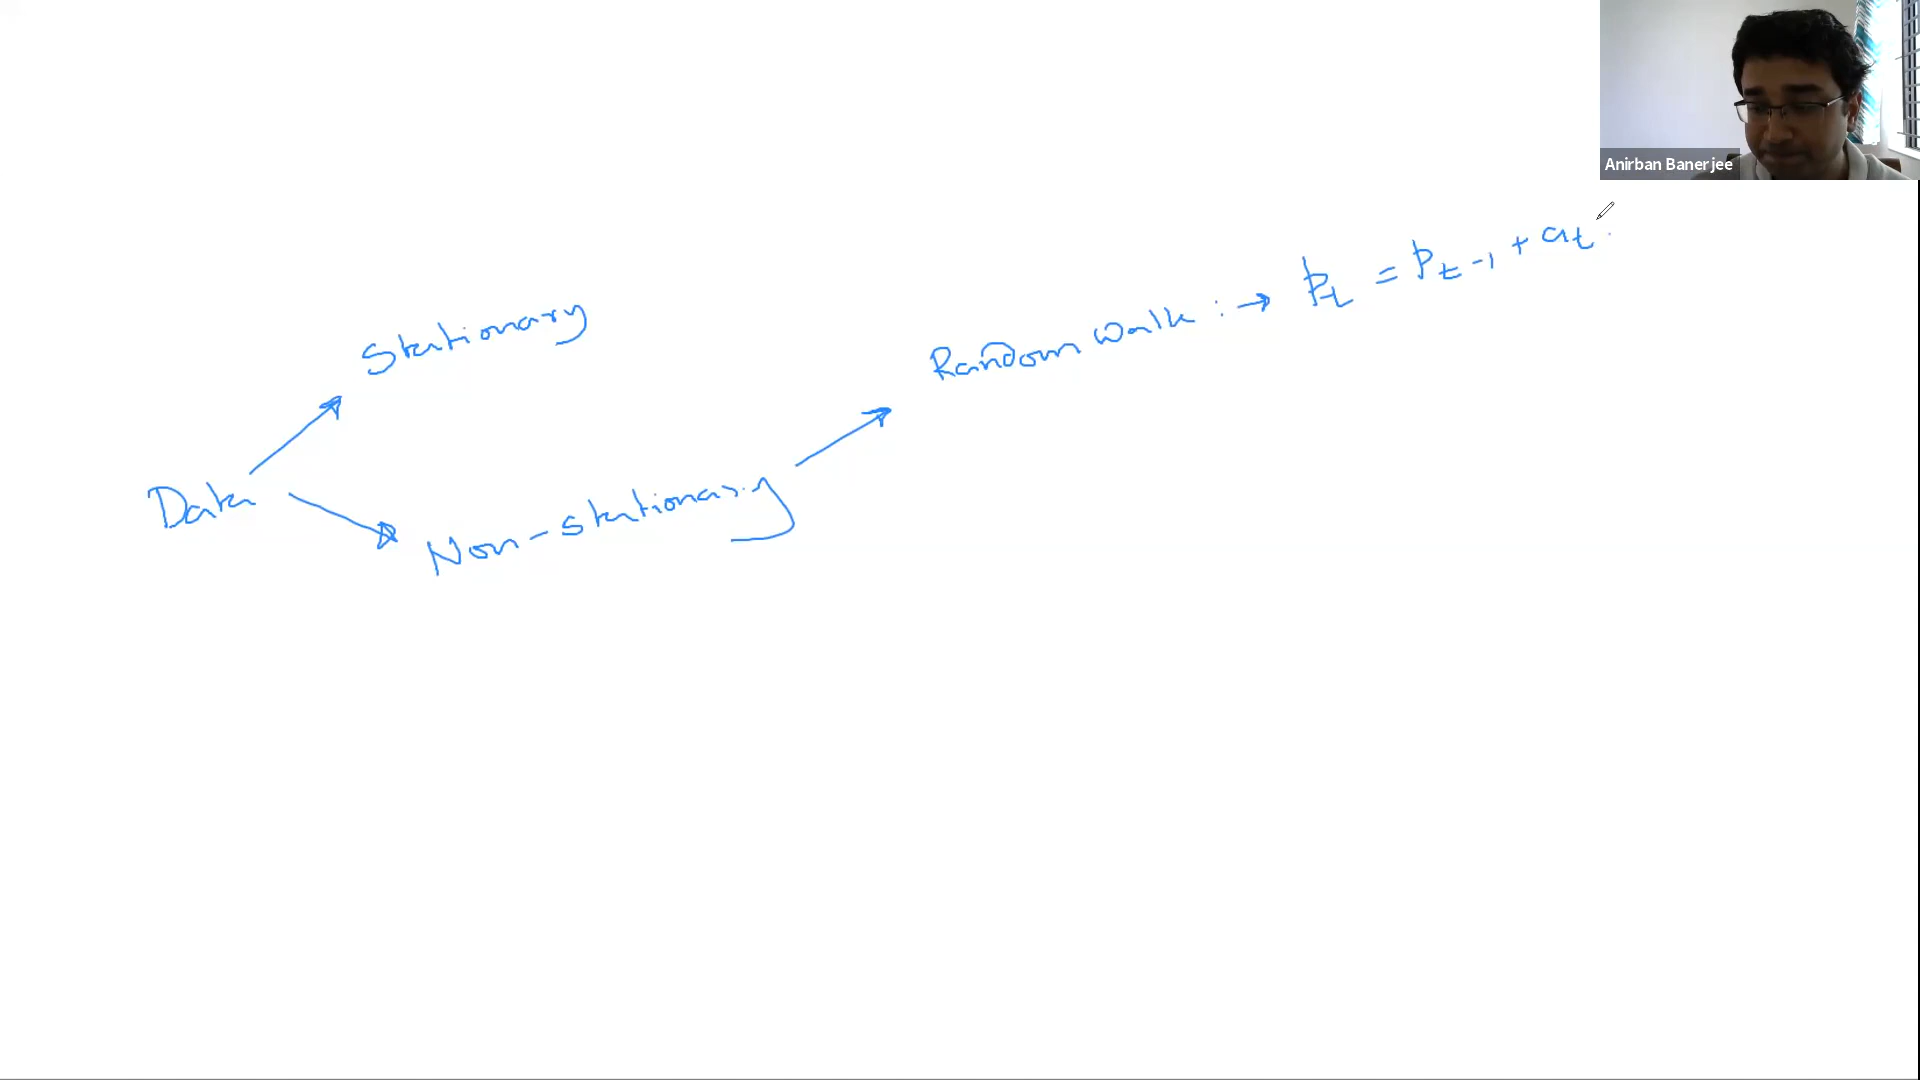 Anirban Banerjee
Stationary
Random Walk : → p_t = p_{t-1} + a_t .
Data
Non-stationary